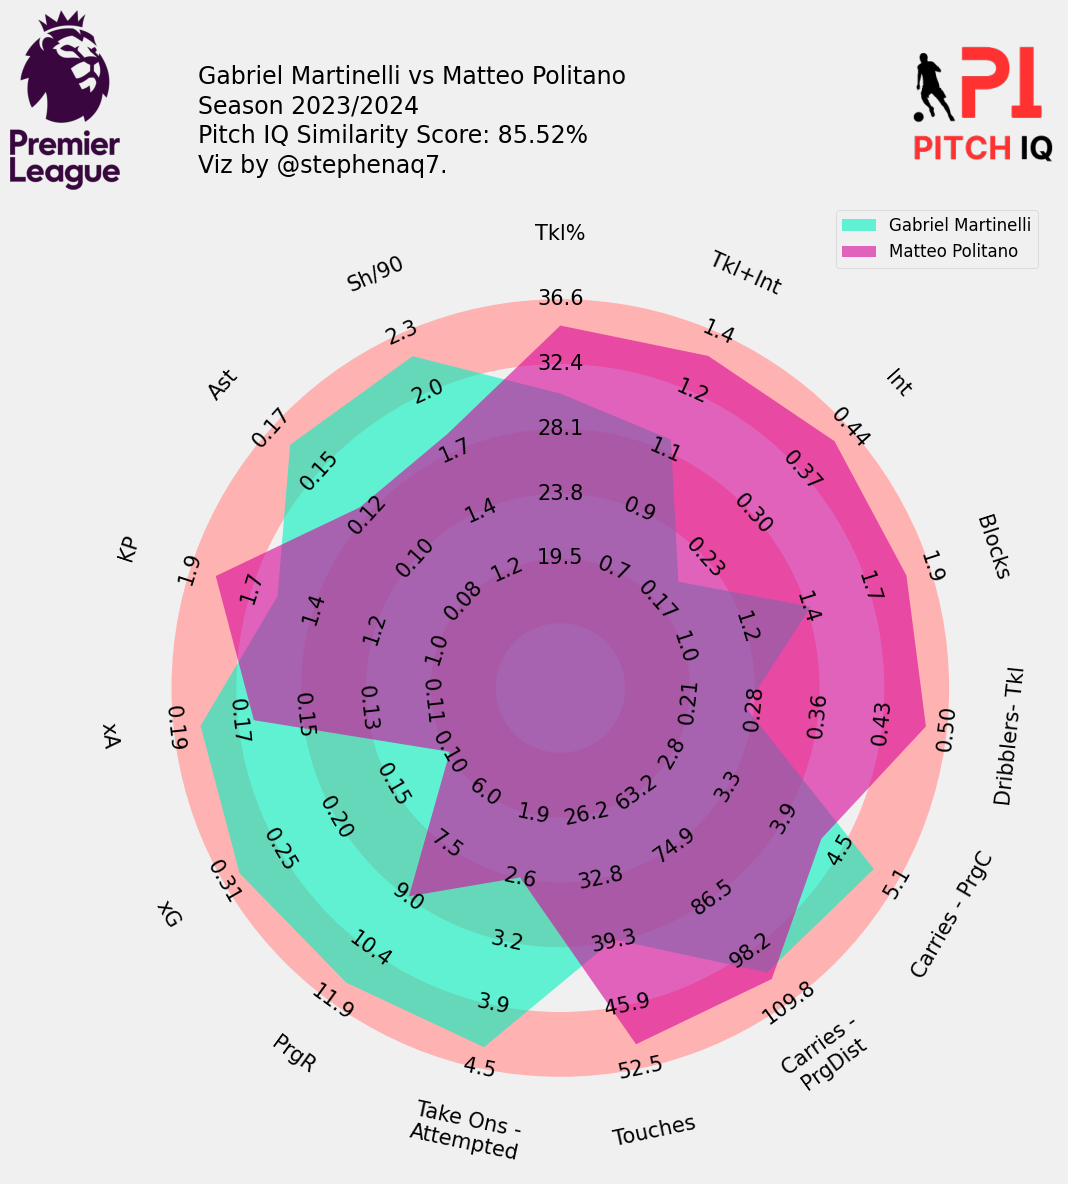 Gabriel Martinelli vs Matteo Politano
Season 2023/2024
Pitch IQ Similarity Score: 85.52%
Viz by @stephenaq7.
Premier
League
PI
PITCH IQ
Gabriel Martinelli
Matteo Politano
Tkl%
36.6
32.4
28.1
23.8
19.5
Tkl+Int
1.4
1.2
1.1
0.9
0.7
Int
0.44
0.37
0.30
0.23
0.17
Blocks
1.9
1.7
1.4
1.2
1.0
Dribblers- Tkl
0.50
0.43
0.36
0.28
0.21
Carries - PrgC
5.1
4.5
3.9
3.3
2.8
Carries -
PrgDist
109.8
98.2
86.5
74.9
63.2
Touches
52.5
45.9
39.3
32.8
26.2
Take Ons -
Attempted
4.5
3.9
3.2
2.6
1.9
PrgR
11.9
10.4
9.0
7.5
6.0
xG
0.31
0.25
0.20
0.15
0.10
xA
0.19
0.17
0.15
0.13
0.11
KP
1.9
1.7
1.4
1.2
1.0
Ast
0.17
0.15
0.12
0.10
0.08
Sh/90
2.3
2.0
1.7
1.4
1.2